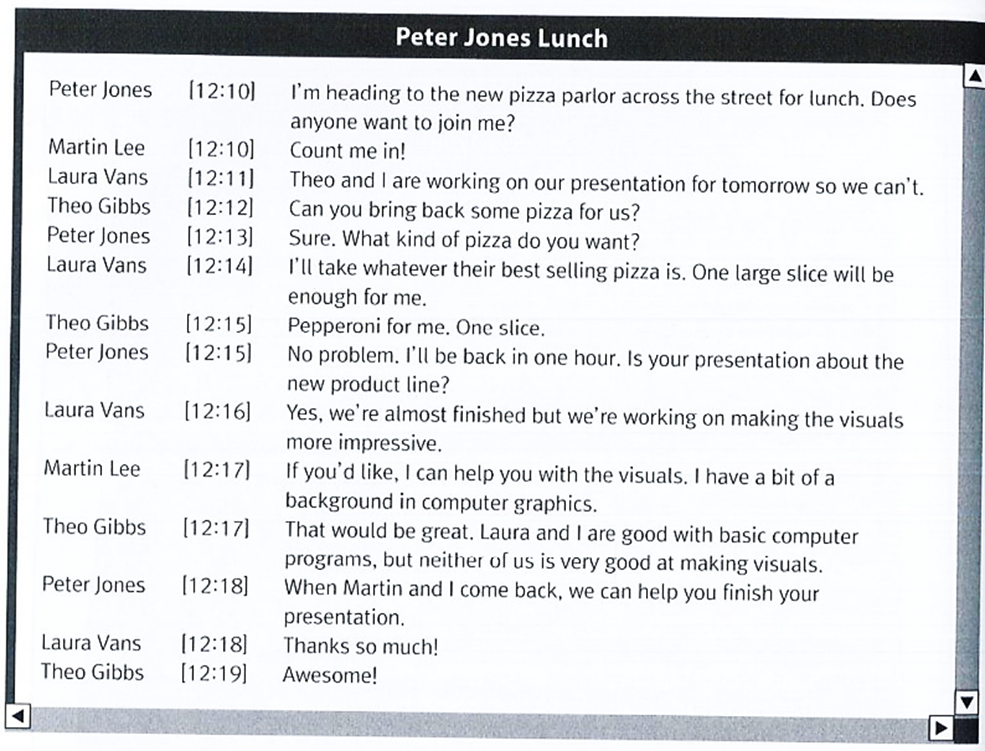 Peter Jones Lunch
Peter Jones [12:10] I'm heading to the new pizza parlor across the street for lunch. Does
anyone want to join me?
Martin Lee [12:10] Count me in!
Laura Vans [12:11] Theo and I are working on our presentation for tomorrow so we can't.
Theo Gibbs [12:12] Can you bring back some pizza for us?
Peter Jones [12:13] Sure. What kind of pizza do you want?
Laura Vans [12:14] I'll take whatever their best selling pizza is. One large slice will be
enough for me.
Theo Gibbs [12:15] Pepperoni for me. One slice.
Peter Jones [12:15] No problem. I'll be back in one hour. Is your presentation about the
new product line?
Laura Vans [12:16] Yes, we're almost finished but we're working on making the visuals
more impressive.
Martin Lee [12:17] If you'd like, I can help you with the visuals. I have a bit of a
background in computer graphics.
Theo Gibbs [12:17] That would be great. Laura and I are good with basic computer
programs, but neither of us is very good at making visuals.
Peter Jones [12:18] When Martin and I come back, we can help you finish your
presentation.
Laura Vans [12:18] Thanks so much!
Theo Gibbs [12:19] Awesome!